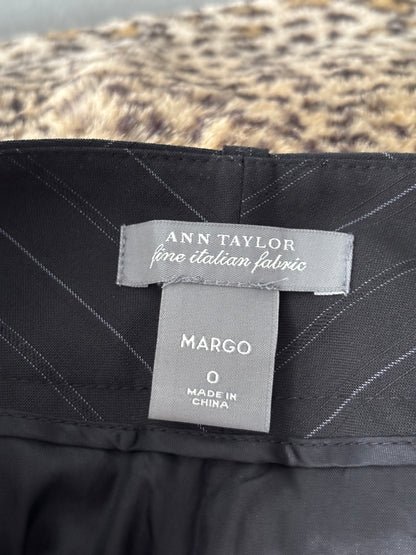 ANN TAYLOR
fine italian fabric
MARGO
0
MADE IN
CHINA